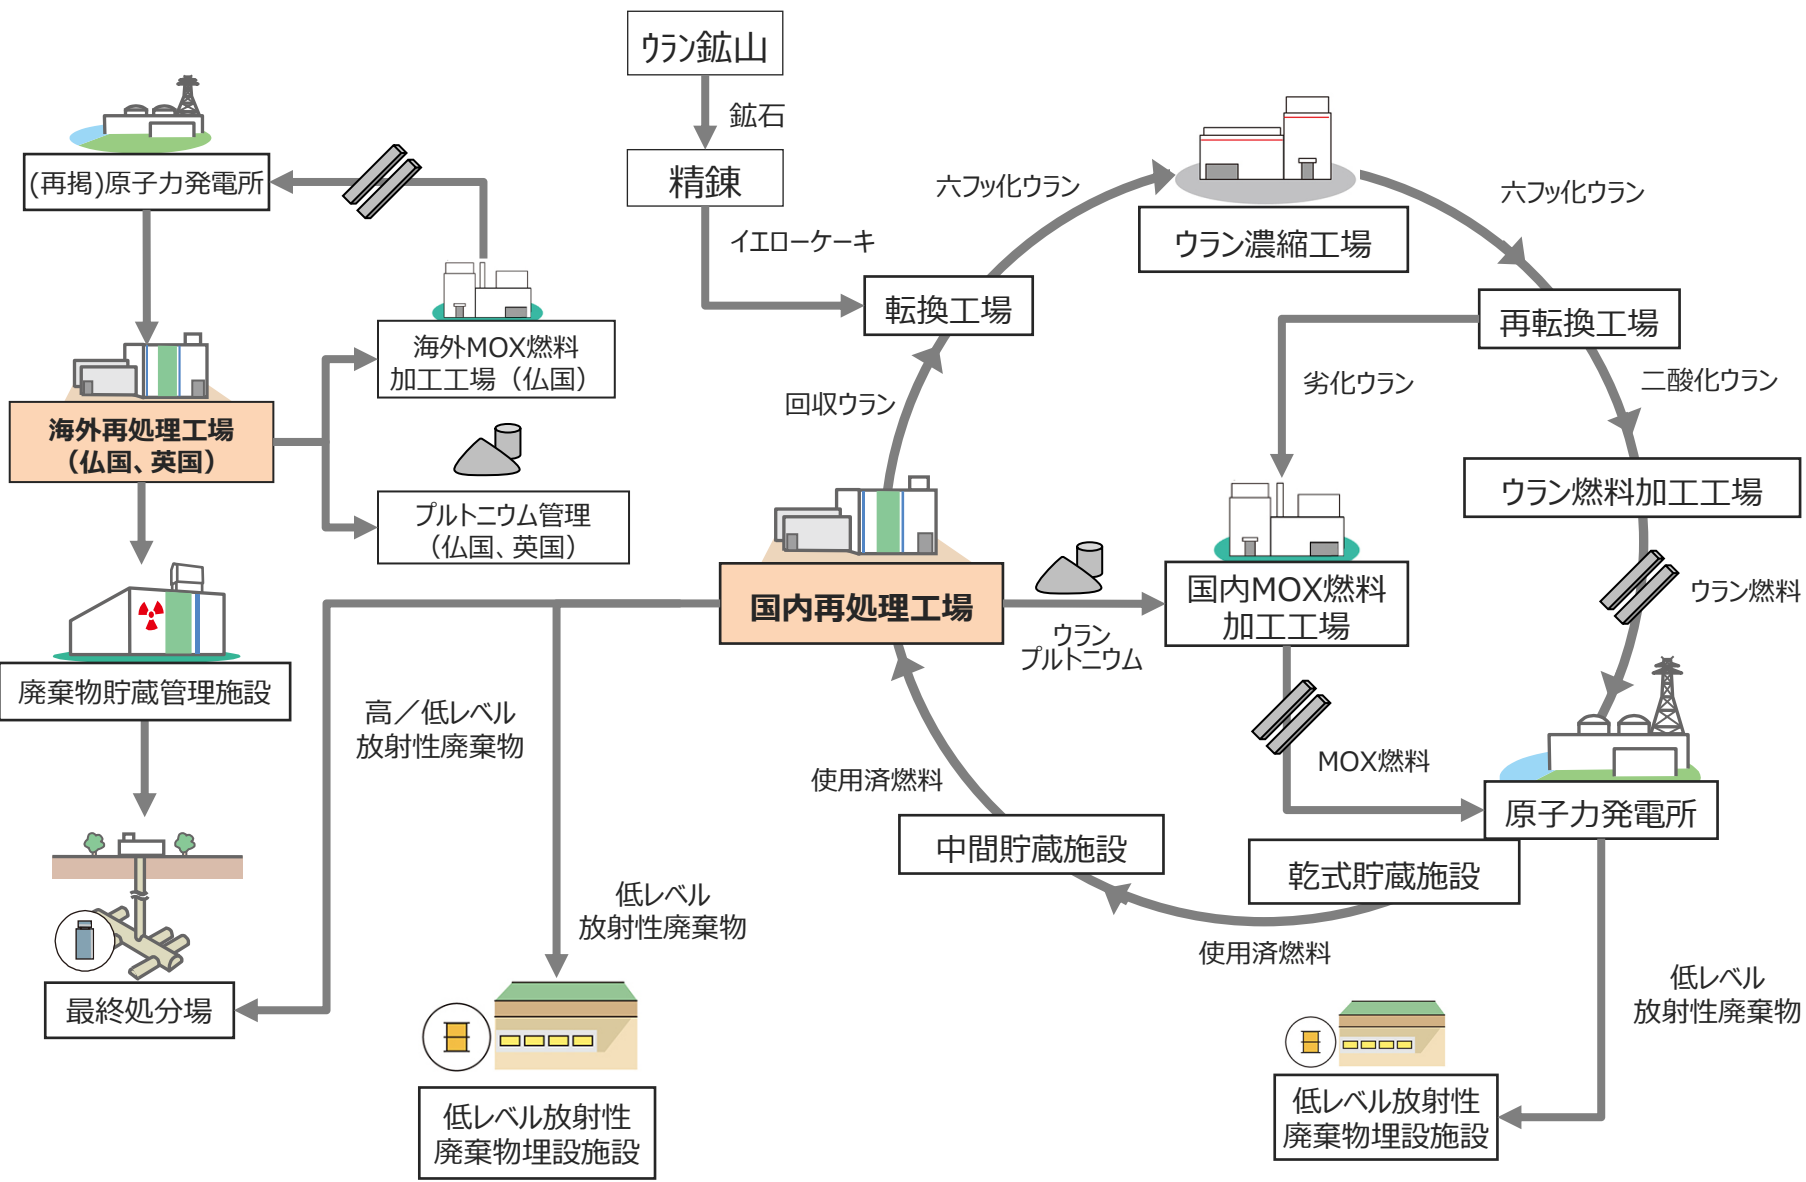 ウラン鉱山
鉱石
精錬
イエローケーキ
転換工場
六フッ化ウラン
ウラン濃縮工場
六フッ化ウラン
再転換工場
劣化ウラン
二酸化ウラン
ウラン燃料加工工場
ウラン燃料
原子力発電所
乾式貯蔵施設
使用済燃料
中間貯蔵施設
使用済燃料
国内再処理工場
回収ウラン
ウラン
プルトニウム
国内MOX燃料
加工工場
MOX燃料
低レベル
放射性廃棄物
低レベル放射性
廃棄物埋設施設
(再掲)原子力発電所
海外MOX燃料
加工工場（仏国）
海外再処理工場
（仏国、英国）
プルトニウム管理
（仏国、英国）
廃棄物貯蔵管理施設
高／低レベル
放射性廃棄物
最終処分場
低レベル
放射性廃棄物
低レベル放射性
廃棄物埋設施設